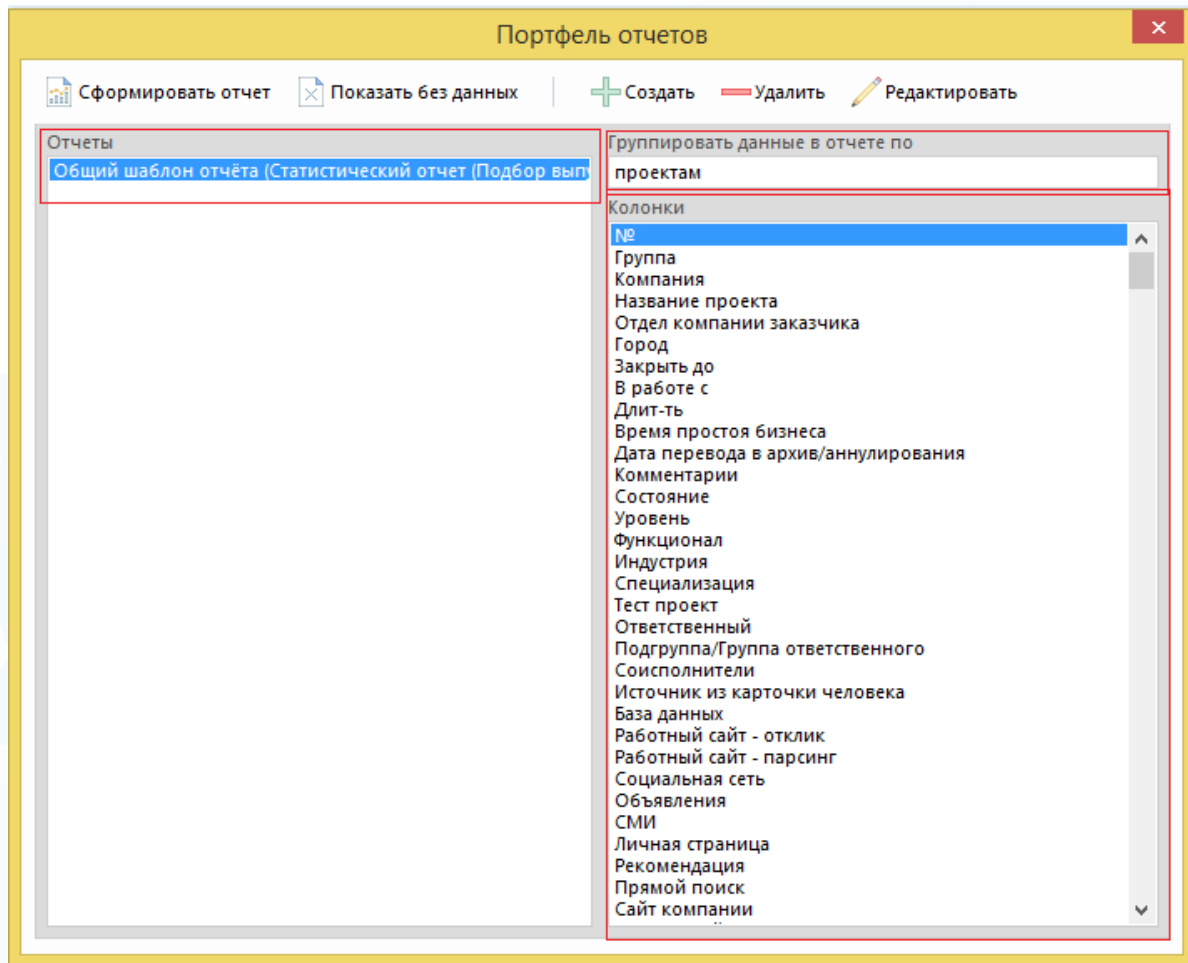 Портфель отчетов
Сформировать отчет Показать без данных Создать Удалить Редактировать
Отчеты
Общий шаблон отчёта (Статистический отчет (Подбор
Группировать данные в отчете по
проектам
Колонки
№
Группа
Компания
Название проекта
Отдел компании заказчика
Город
Закрыть до
В работе с
Длит-ть
Время простоя бизнеса
Дата перевода в архив/аннулирования
Комментарии
Состояние
Уровень
Функционал
Индустрия
Специализация
Тест проект
Ответственный
Подгруппа/Группа ответственного
Соисполнители
Источник из карточки человека
База данных
Работный сайт - отклик
Работный сайт - парсинг
Социальная сеть
Объявления
СМИ
Личная страница
Рекомендация
Прямой поиск
Сайт компании